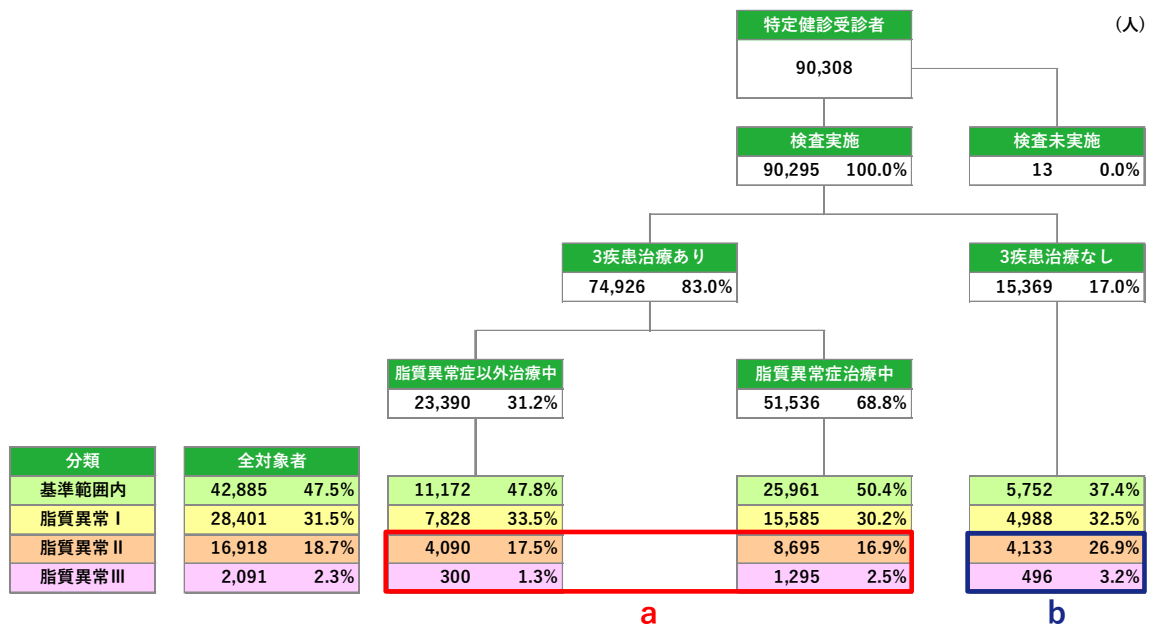 特定健診受診者 (人)
90,308
検査実施 検査未実施
90,295 100.0% 13 0.0%
3疾患治療あり 3疾患治療なし
74,926 83.0% 15,369 17.0%
脂質異常症以外治療中 脂質異常症治療中
23,390 31.2% 51,536 68.8%
分類 全対象者
基準範囲内 42,885 47.5% 11,172 47.8% 25,961 50.4% 5,752 37.4%
脂質異常Ⅰ 28,401 31.5% 7,828 33.5% 15,585 30.2% 4,988 32.5%
脂質異常Ⅱ 16,918 18.7% 4,090 17.5% 8,695 16.9% 4,133 26.9%
脂質異常Ⅲ 2,091 2.3% 300 1.3% 1,295 2.5% 496 3.2%
a b